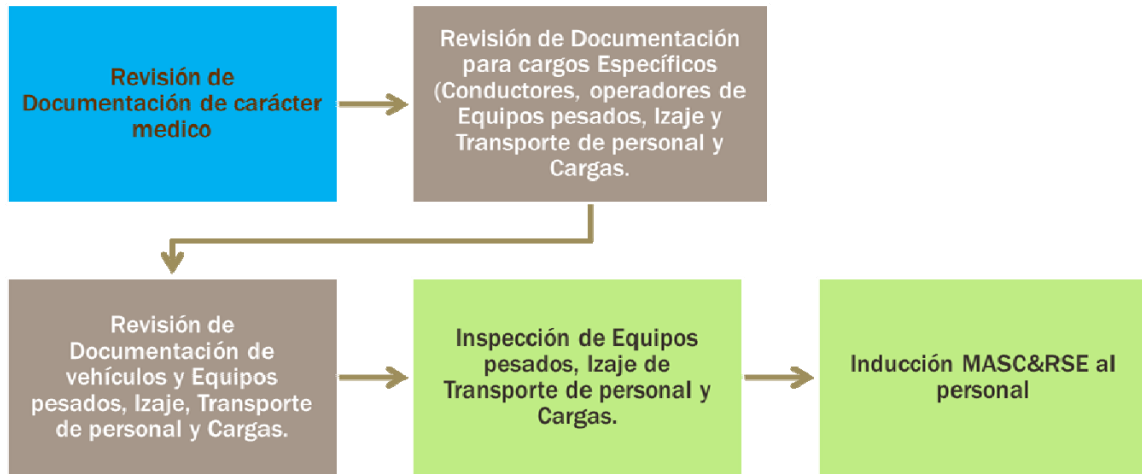 Revisión de
Documentación de carácter
medico
Revisión de Documentación
para cargos Específicos
(Conductores, operadores de
Equipos pesados, Izaje y
Transporte de personal y
Cargas.
Revisión de
Documentación de
vehículos y Equipos
pesados, Izaje, Transporte
de personal y Cargas.
Inspección de Equipos
pesados, Izaje de
Transporte de personal y
Cargas.
Inducción MASC&RSE al
personal